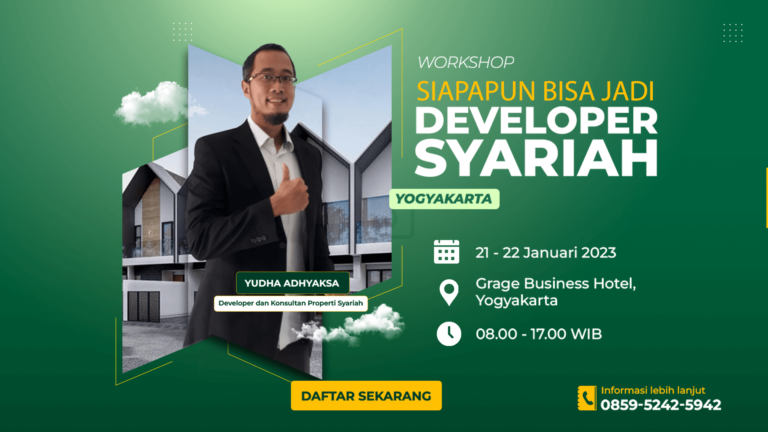 WORKSHOP
SIAPAPUN BISA JADI
DEVELOPER
SYARIAH
YOGYAKARTA
21 - 22 Januari 2023
Grage Business Hotel,
Yogyakarta
08.00 - 17.00 WIB
YUDHA ADHYAKSA
Developer dan Konsultan Properti Syariah
DAFTAR SEKARANG
Informasi lebih lanjut
0859-5242-5942